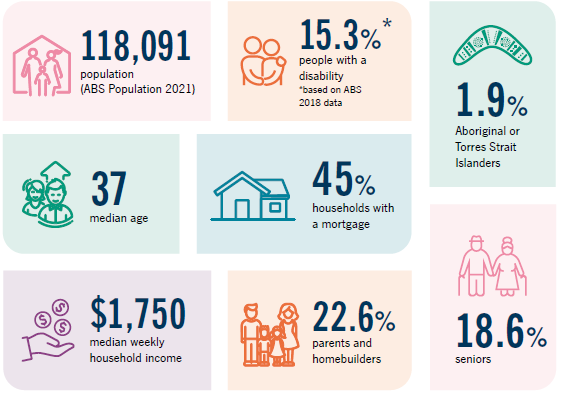 118,091
population
(ABS Population 2021)
15.3%*
people with a
disability
*based on ABS
2018 data
1.9%
Aboriginal or
Torres Strait
Islanders
37
median age
45%
households with
a mortgage
$1,750
median weekly
household income
22.6%
parents and
homebuilders
18.6%
seniors